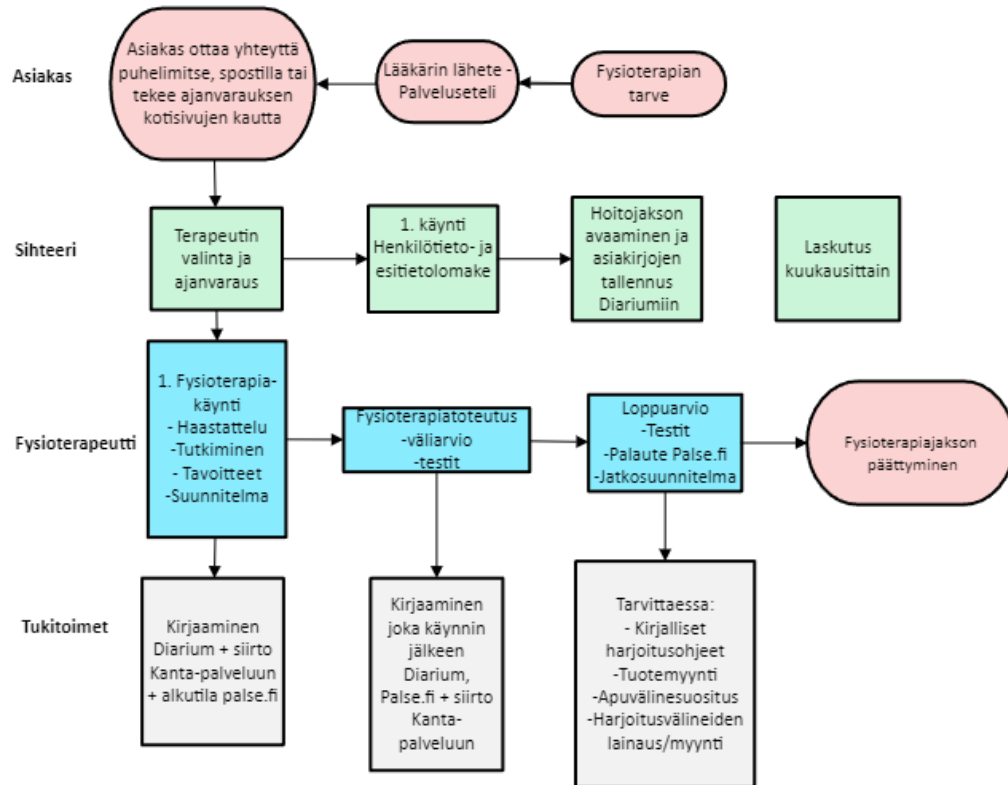 Asiakas
Asiakas ottaa yhteyttä
puhelimitse, spostilla tai
tekee ajanvarauksen
kotisivujen kautta
Lääkärin lähete -
Palveluseteli
Fysioterapian
tarve
Sihteeri
Terapeutin
valinta ja
ajanvaraus
1. käynti
Henkilötieto- ja
esitietolomake
Hoitojakson
avaaminen ja
asiakirjojen
tallennus
Diariumiin
Laskutus
kuukausittain
Fysioterapeutti
1. Fysioterapia-
käynti
- Haastattelu
-Tutkiminen
- Tavoitteet
-Suunnitelma
Fysioterapiatoteutus
-väliarvio
-testit
Loppuarvio
-Testit
-Palaute Palse.fi
-Jatkosuunnitelma
Fysioterapiajakson
päättyminen
Tukitoimet
Kirjaaminen
Diarium + siirto
Kanta-palveluun
+ alkutila palse.fi
Kirjaaminen
joka käynnin
jälkeen
Diarium,
Palse.fi + siirto
Kanta-
palveluun
Tarvittaessa:
- Kirjalliset
harjoitusohjeet
-Tuotemyynti
-Apuvälinesuositus
-Harjoitusvälineiden
lainaus/myynti